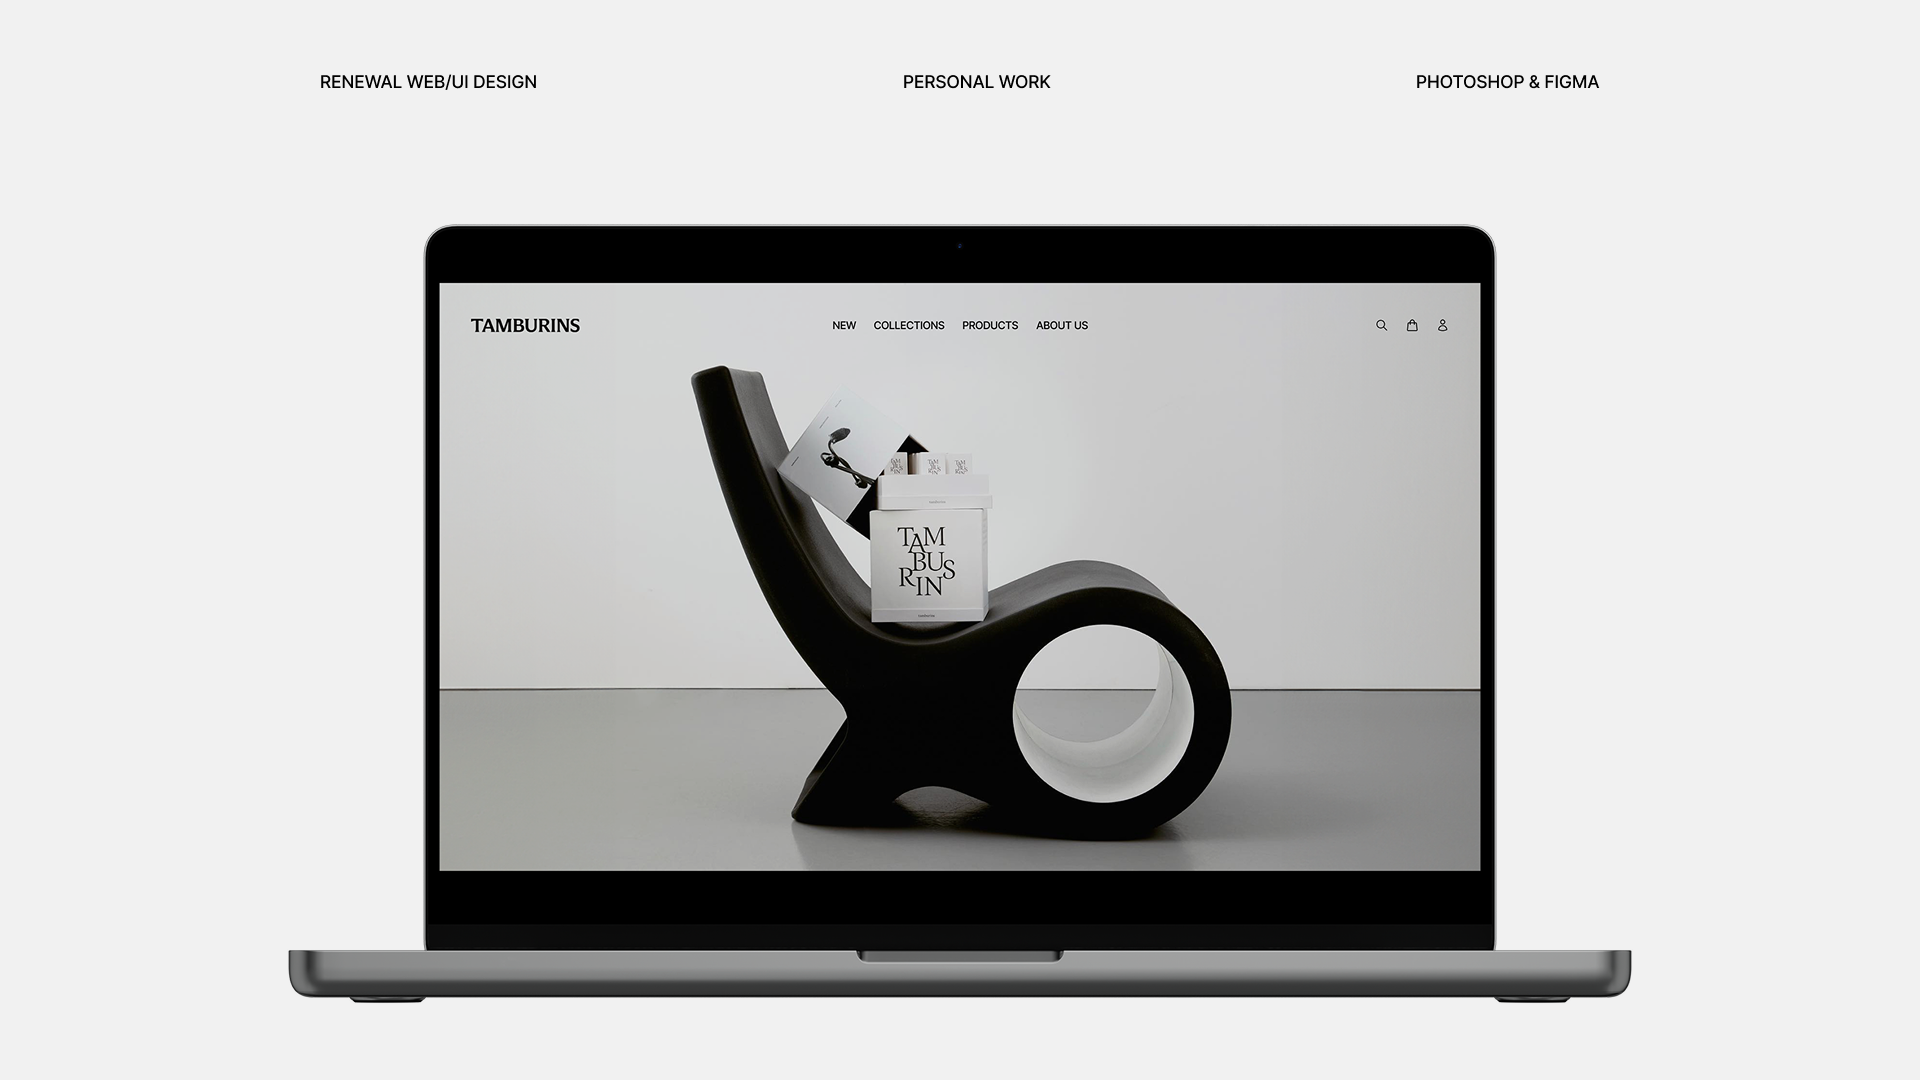 RENEWAL WEB/UI DESIGN
PERSONAL WORK
PHOTOSHOP & FIGMA
TAMBURINS
NEW
COLLECTIONS
PRODUCTS
ABOUT US
TAM
BUS
RIN